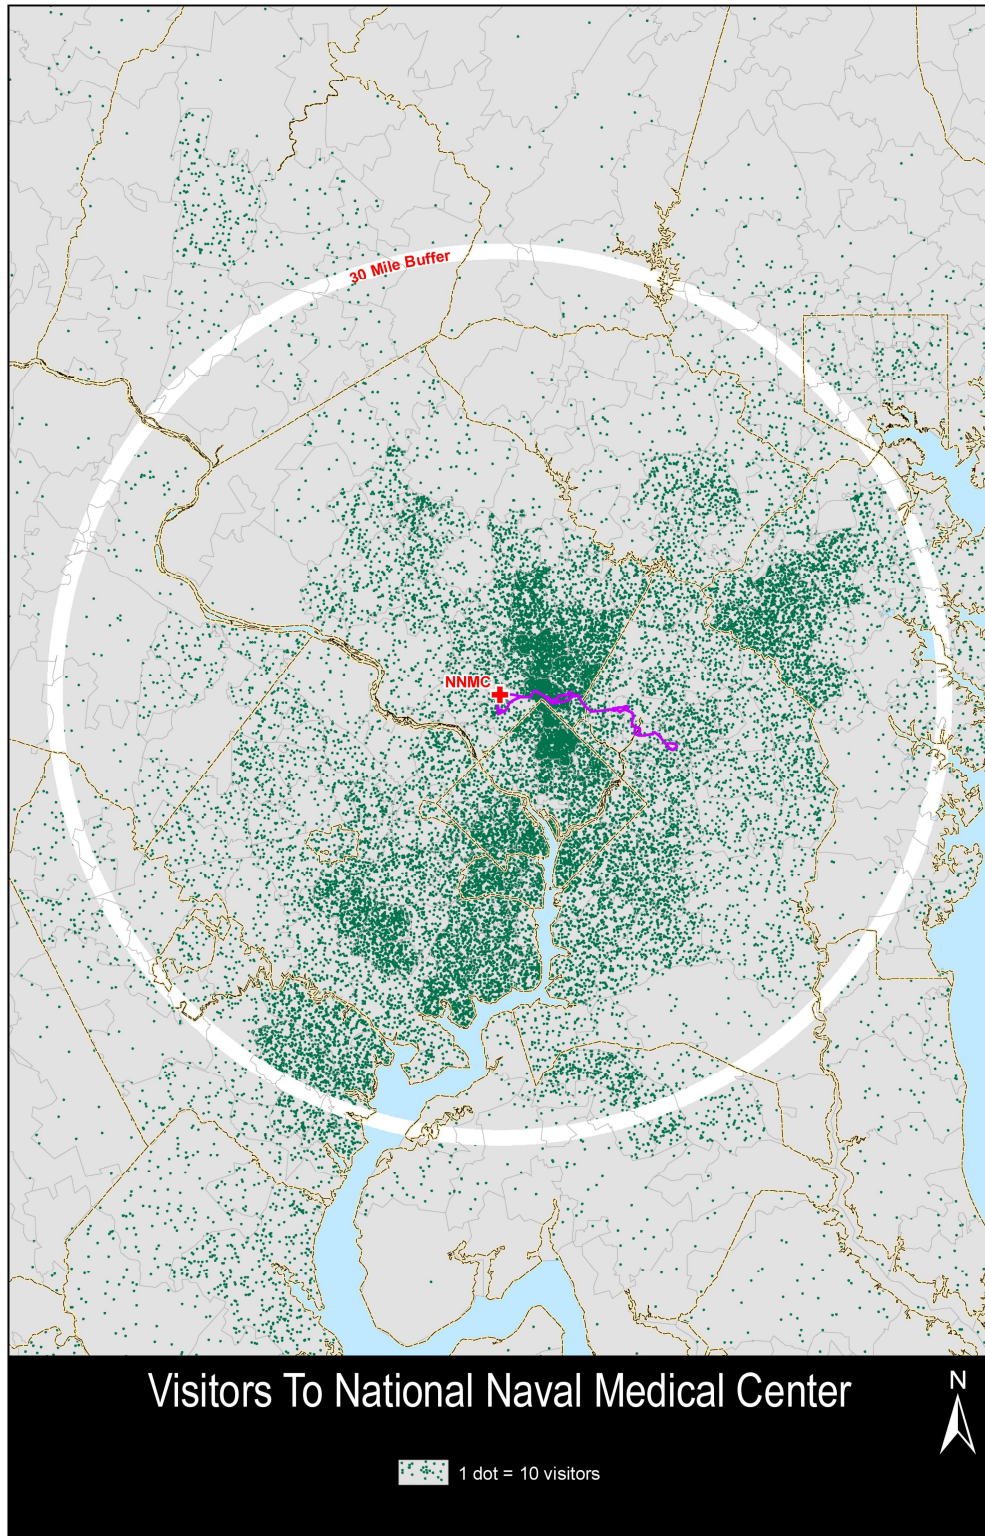 30 Mile Buffer
NNMC
Visitors To National Naval Medical Center
N
1 dot = 10 visitors